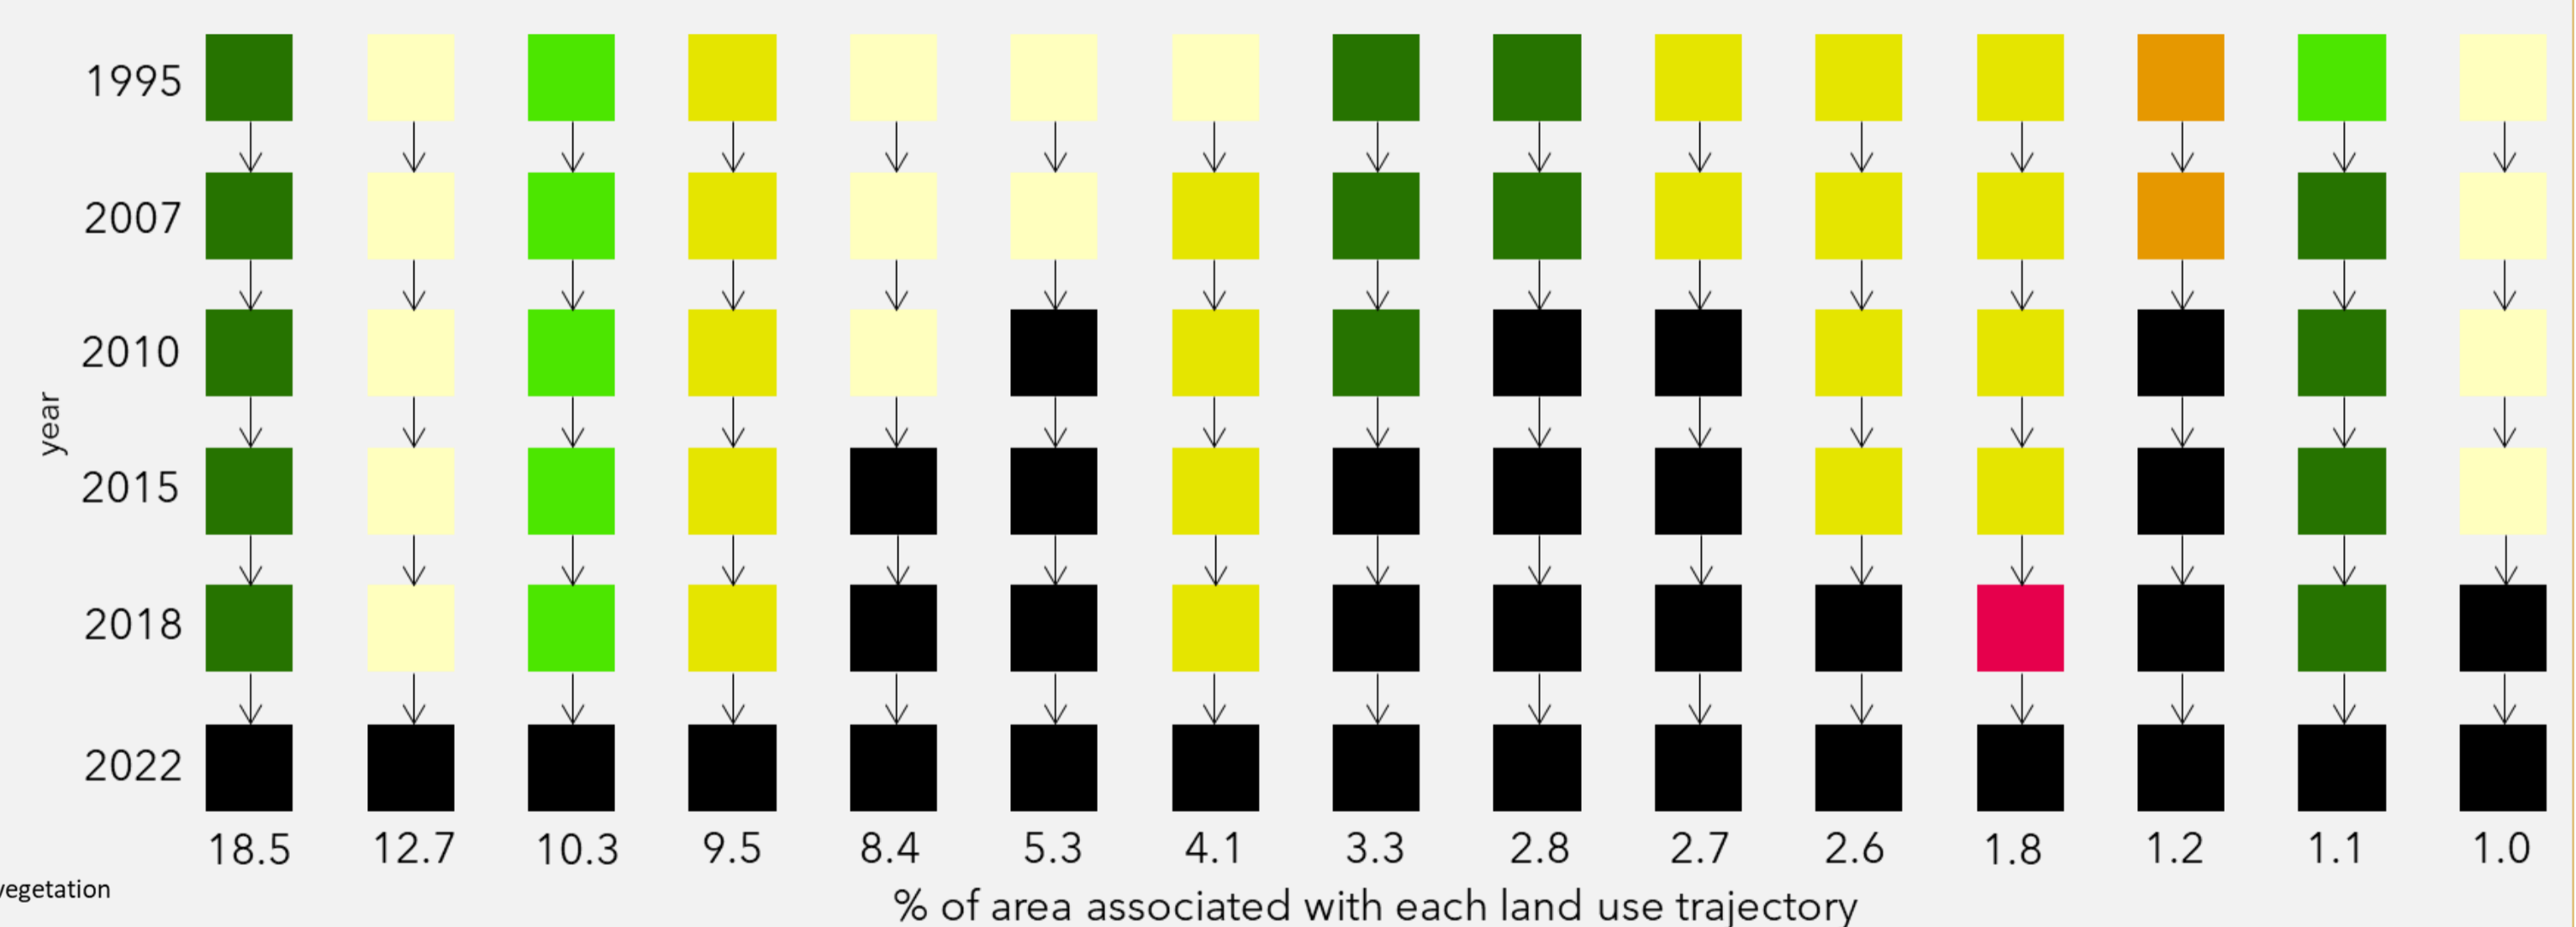 1995
2007
2010
2015
2018
2022
year
18.5 12.7 10.3 9.5 8.4 5.3 4.1 3.3 2.8 2.7 2.6 1.8 1.2 1.1 1.0
vegetation
% of area associated with each land use trajectory